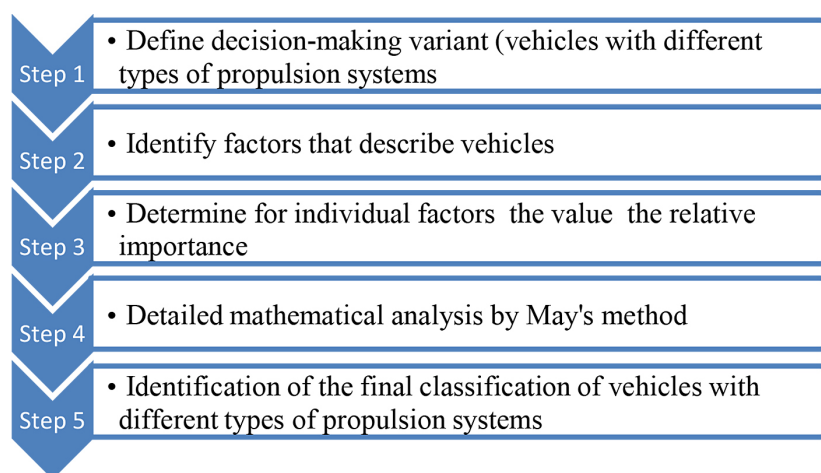 Step 1
• Define decision-making variant (vehicles with different
types of propulsion systems
Step 2
• Identify factors that describe vehicles
Step 3
• Determine for individual factors  the value  the relative
importance
Step 4
• Detailed mathematical analysis by May's method
Step 5
• Identification of the final classification of vehicles with
different types of propulsion systems